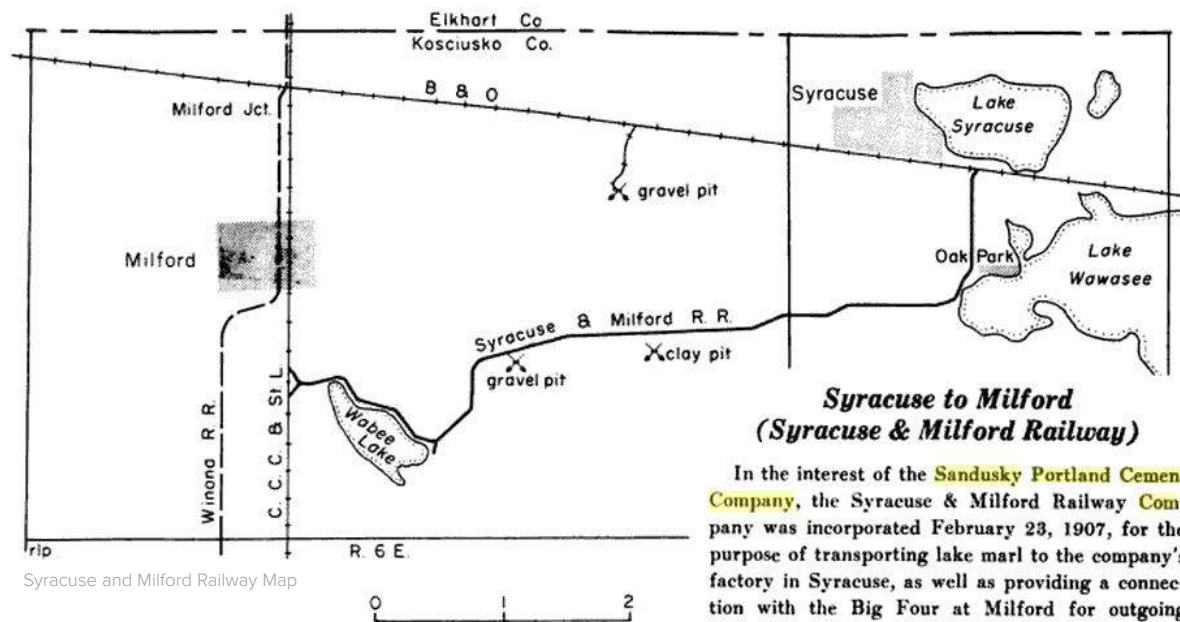 Elkhart Co
Kosciusko Co.
B & O
Milford Jct.
Syracuse
Lake
Syracuse
gravel pit
Milford
Oak Park
Lake
Wawasee
Syracuse & Milford R. R.
clay pit
gravel pit
Wabee
Lake
Winona R. R.
C. C. C. & St. L.
rlp
R. 6 E.
Syracuse and Milford Railway Map
0 1 2
Syracuse to Milford
(Syracuse & Milford Railway)
In the interest of the Sandusky Portland Cemen
Company, the Syracuse & Milford Railway Com
pany was incorporated February 23, 1907, for the
purpose of transporting lake marl to the company's
factory in Syracuse, as well as providing a connec
tion with the Big Four at Milford for outgoing